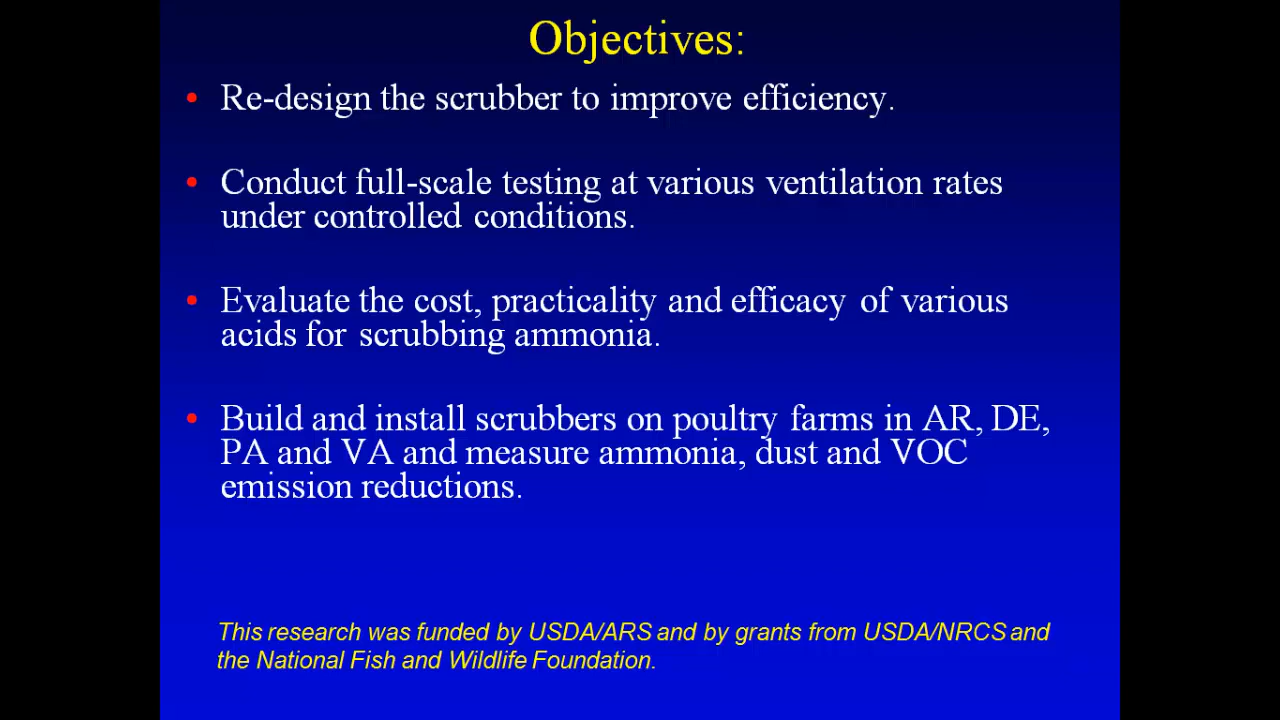 Objectives:
• Re-design the scrubber to improve efficiency.
• Conduct full-scale testing at various ventilation rates
under controlled conditions.
• Evaluate the cost, practicality and efficacy of various
acids for scrubbing ammonia.
• Build and install scrubbers on poultry farms in AR, DE,
PA and VA and measure ammonia, dust and VOC
emission reductions.
This research was funded by USDA/ARS and by grants from USDA/NRCS and
the National Fish and Wildlife Foundation.